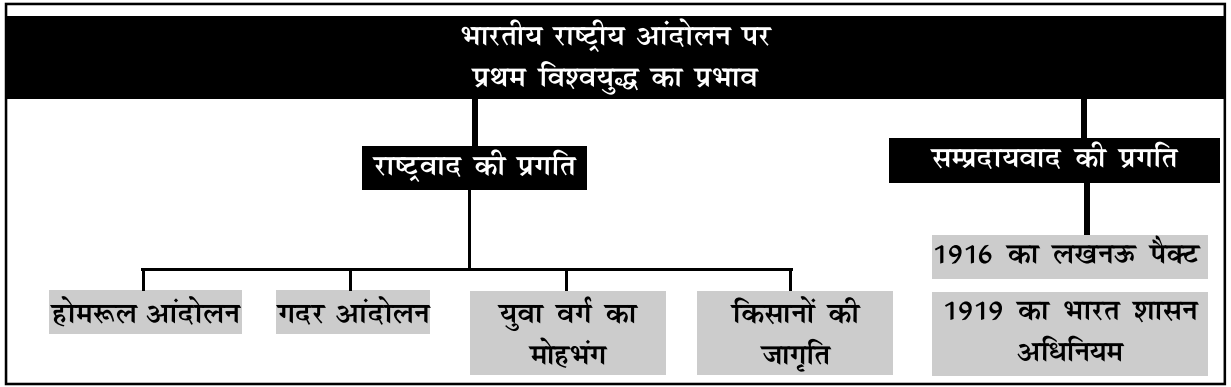 भारतीय राष्ट्रीय आंदोलन पर
प्रथम विश्वयुद्ध का प्रभाव
राष्ट्रवाद की प्रगति
सम्प्रदायवाद की प्रगति
होमरूल आंदोलन
गदर आंदोलन
युवा वर्ग का
मोहभंग
किसानों की
जागृति
1916 का लखनऊ पैक्ट
1919 का भारत शासन
अधिनियम